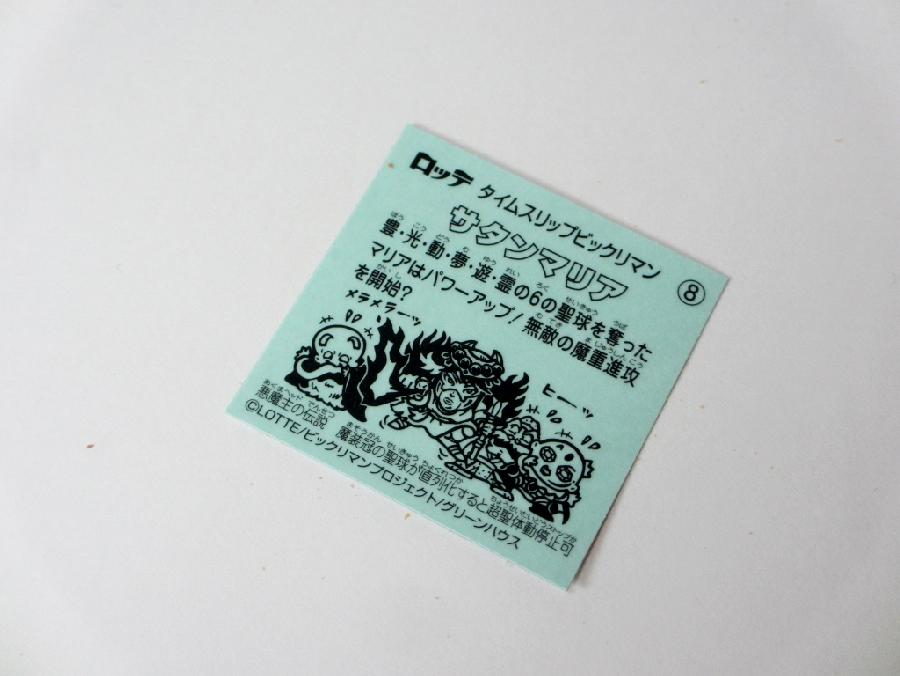 ロッテ タイムスリップビックリマン
サタンマリア
⑧
豊・光・動・夢・遊・霊の6の聖球を奪った
マリアはパワーアップ！無敵の魔重進攻
を開始？
メラメラーッ
ヒーーッ
悪魔主の伝説
魔装冠の聖球が直列化すると超聖体動停止可
©LOTTE/ビックリマンプロジェクト/グリーンハウス